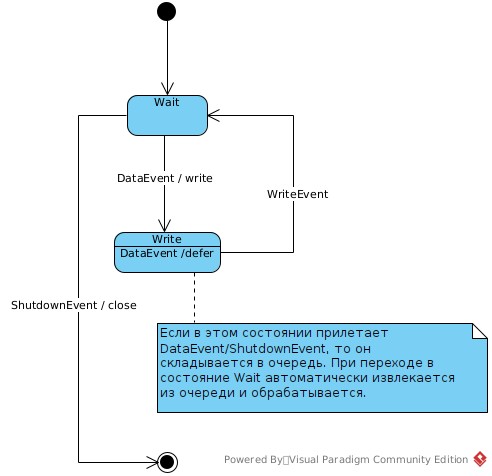 Wait
DataEvent / write
WriteEvent
Write
DataEvent /defer
ShutdownEvent / close
Если в этом состоянии прилетает
DataEvent/ShutdownEvent, то он
складывается в очередь. При переходе в
состояние Wait автоматически извлекается
из очереди и обрабатывается.
Powered By Visual Paradigm Community Edition